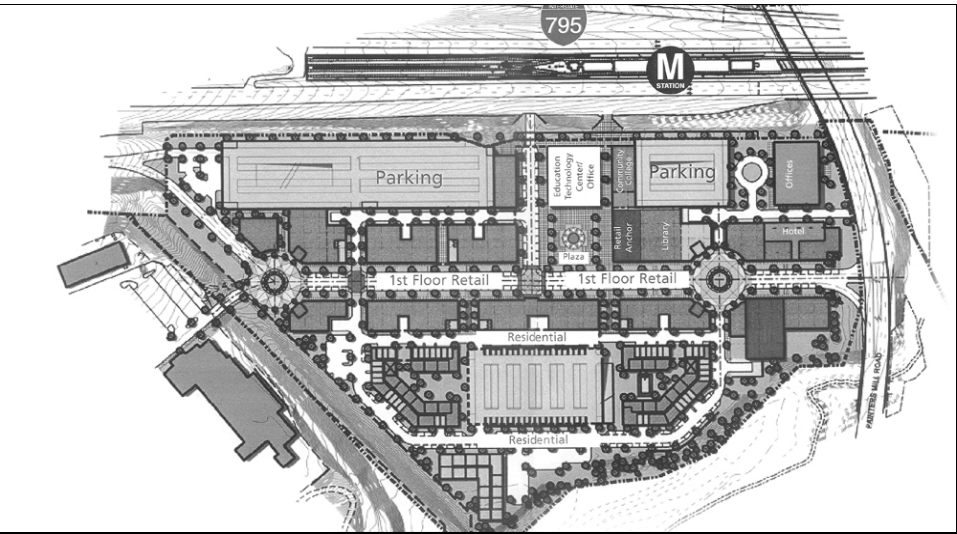 795
M
STATION
Parking
Education
Technology
Center/
Office
Community
College
Parking
Offices
Plaza
Retail
Anchor
Library
Hotel
1st Floor Retail
1st Floor Retail
Residential
Residential
PAINTERS MILL ROAD